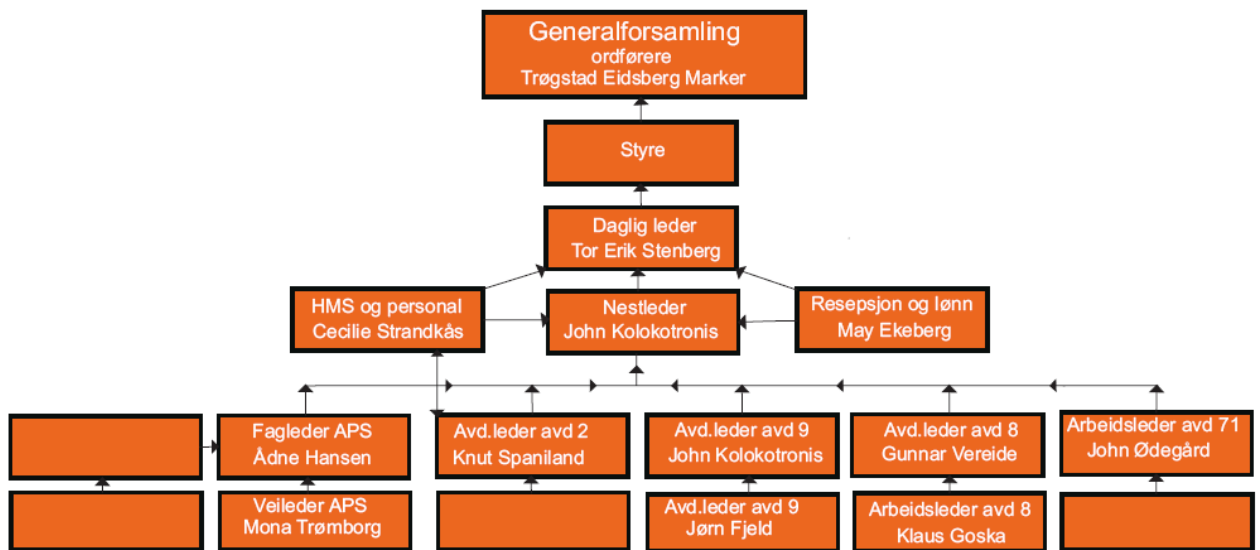 Generalforsamling
ordførere
Trøgstad Eidsberg Marker
Styre
Daglig leder
Tor Erik Stenberg
HMS og personal
Cecilie Strandkås
Nestleder
John Kolokotronis
Resepsjon og lønn
May Ekeberg
Fagleder APS
Ådne Hansen
Avd.leder avd 2
Knut Spaniland
Avd.leder avd 9
John Kolokotronis
Avd.leder avd 8
Gunnar Vereide
Arbeidsleder avd 71
John Ødegård
Veileder APS
Mona Trømborg
Avd.leder avd 9
Jørn Fjeld
Arbeidsleder avd 8
Klaus Goska